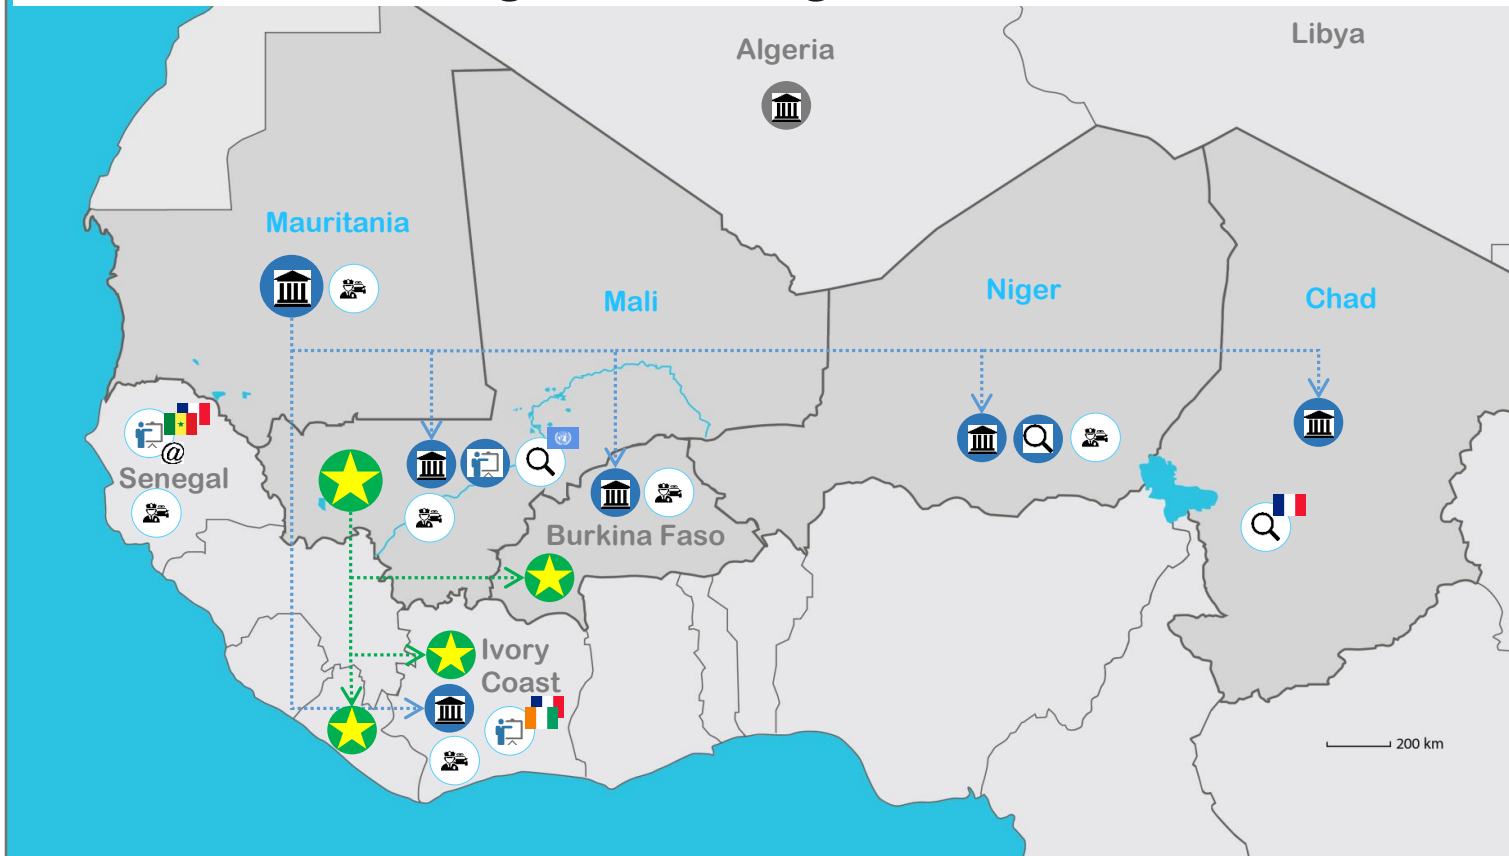 Algeria
Libya
Mauritania
Mali
Niger
Chad
@
Senegal
Burkina Faso
Ivory
Coast
200 km